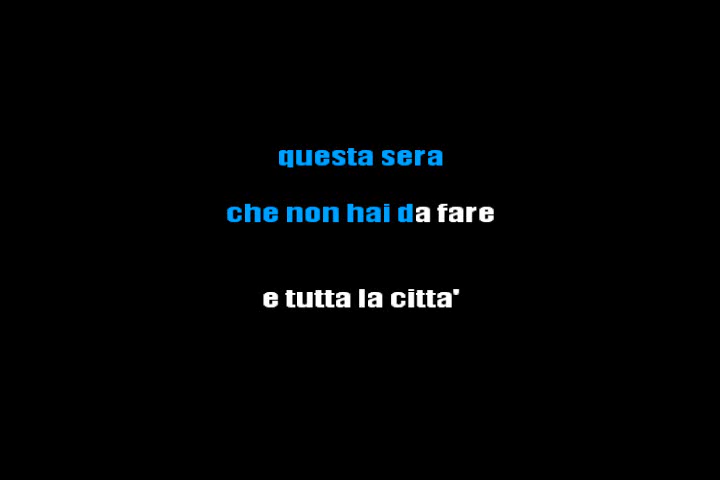 questa sera
che non hai da fare
e tutta la citta'